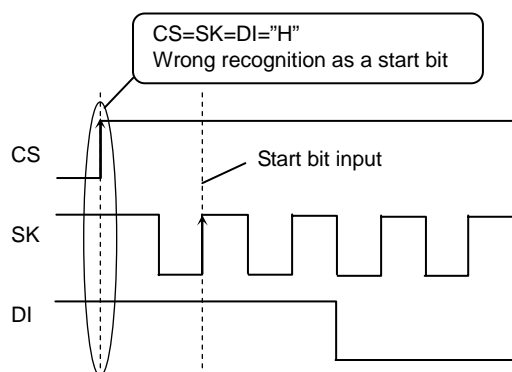 CS=SK=DI=”H”
Wrong recognition as a start bit
CS
Start bit input
SK
DI